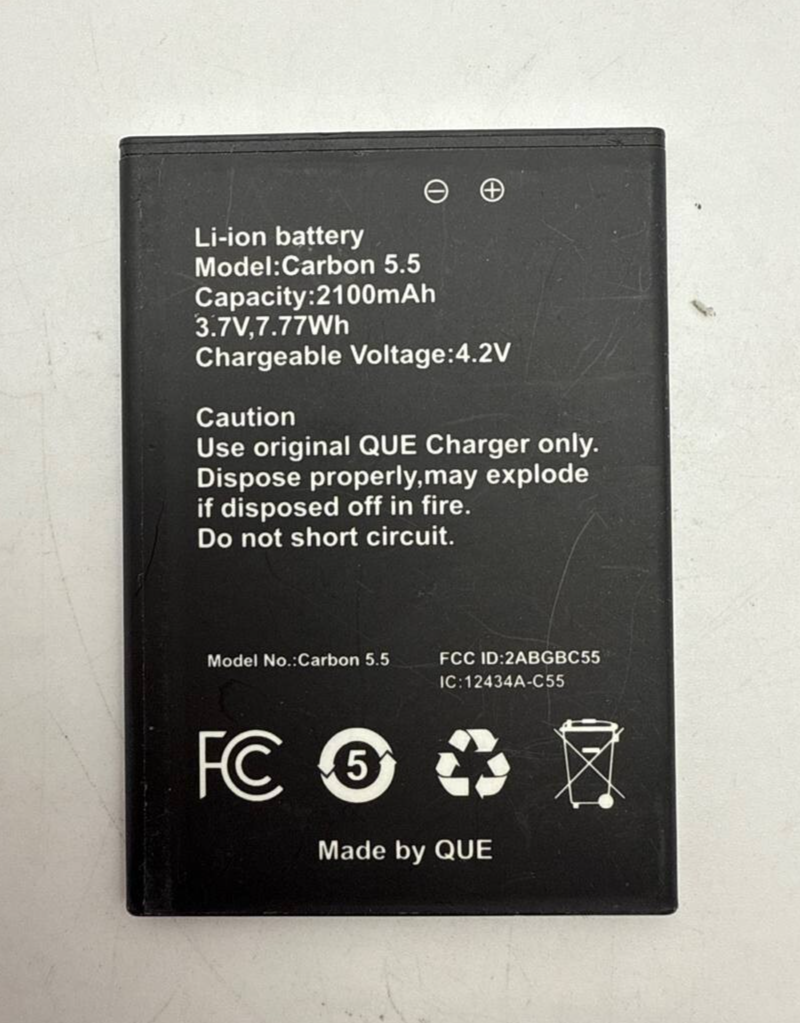 Li-ion battery
Model:Carbon 5.5
Capacity:2100mAh
3.7V,7.77Wh
Chargeable Voltage:4.2V
Caution
Use original QUE Charger only.
Dispose properly,may explode
if disposed off in fire.
Do not short circuit.
Model No.:Carbon 5.5
FCC ID:2ABGBC55
IC:12434A-C55
FC
5
Made by QUE